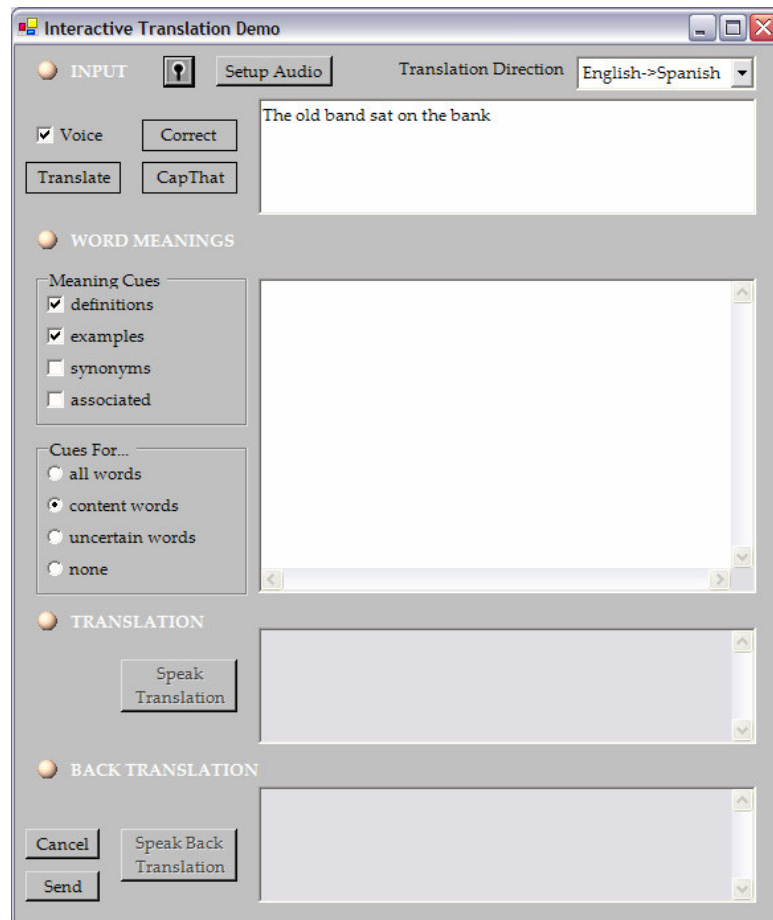 Interactive Translation Demo
INPUT
Setup Audio
Translation Direction
English->Spanish
The old band sat on the bank
Voice
Correct
Translate
CapThat
WORD MEANINGS
Meaning Cues
definitions
examples
synonyms
associated
Cues For...
all words
content words
uncertain words
none
TRANSLATION
Speak
Translation
BACK TRANSLATION
Cancel
Speak Back
Translation
Send